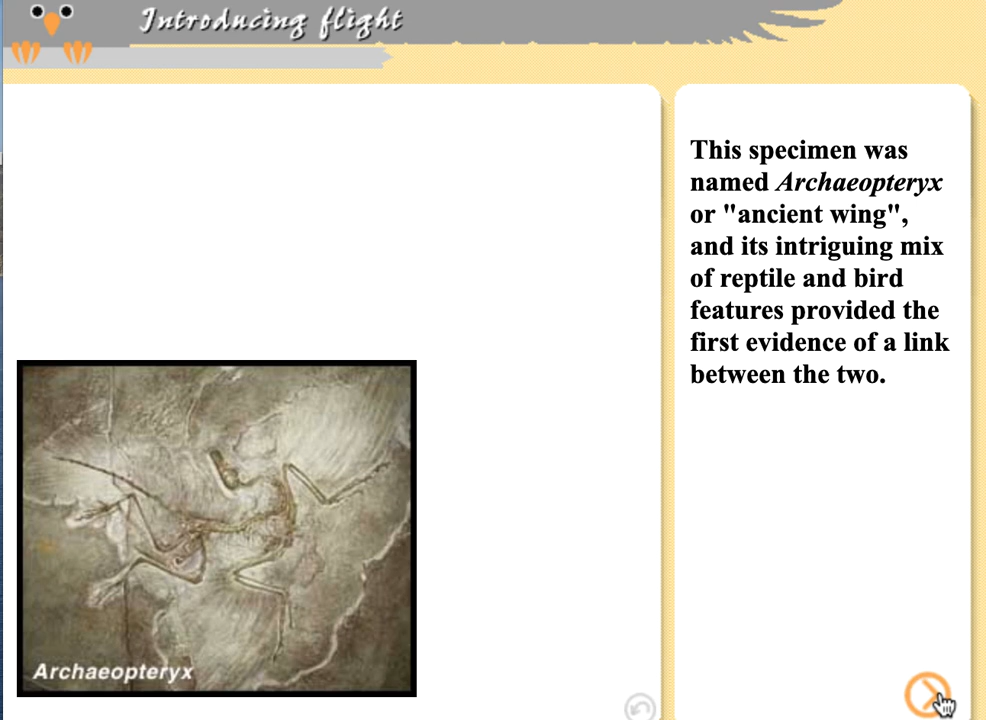 Introducing flight
This specimen was
named Archaeopteryx
or "ancient wing",
and its intriguing mix
of reptile and bird
features provided the
first evidence of a link
between the two.
Archaeopteryx